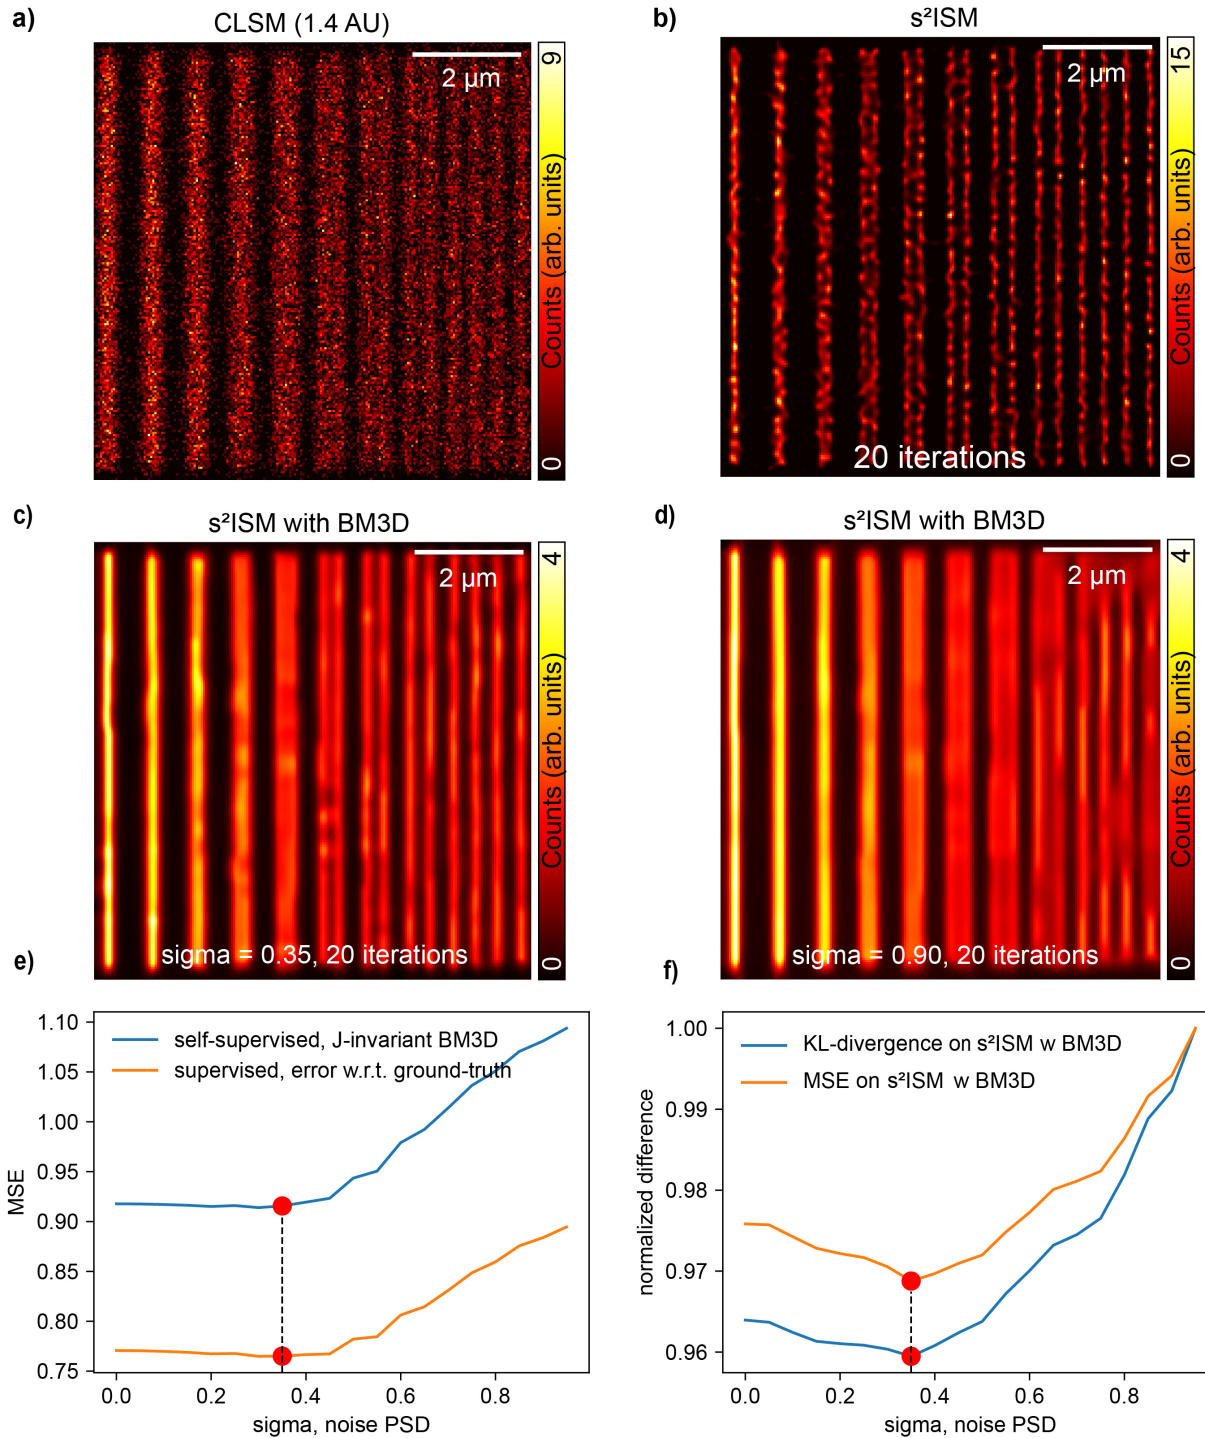 a)
CLSM (1.4 AU)
2 µm
9
Counts (arb. units)
0
b)
s²ISM
2 µm
20 iterations
15
Counts (arb. units)
0
c)
s²ISM with BM3D
2 µm
sigma = 0.35, 20 iterations
4
Counts (arb. units)
0
d)
s²ISM with BM3D
2 µm
sigma = 0.90, 20 iterations
4
Counts (arb. units)
0
e)
self-supervised, J-invariant BM3D
supervised, error w.r.t. ground-truth
MSE
1.10
1.05
1.00
0.95
0.90
0.85
0.80
0.75
0.0 0.2 0.4 0.6 0.8
sigma, noise PSD
f)
KL-divergence on s²ISM w BM3D
MSE on s²ISM w BM3D
normalized difference
1.00
0.99
0.98
0.97
0.96
0.0 0.2 0.4 0.6 0.8
sigma, noise PSD